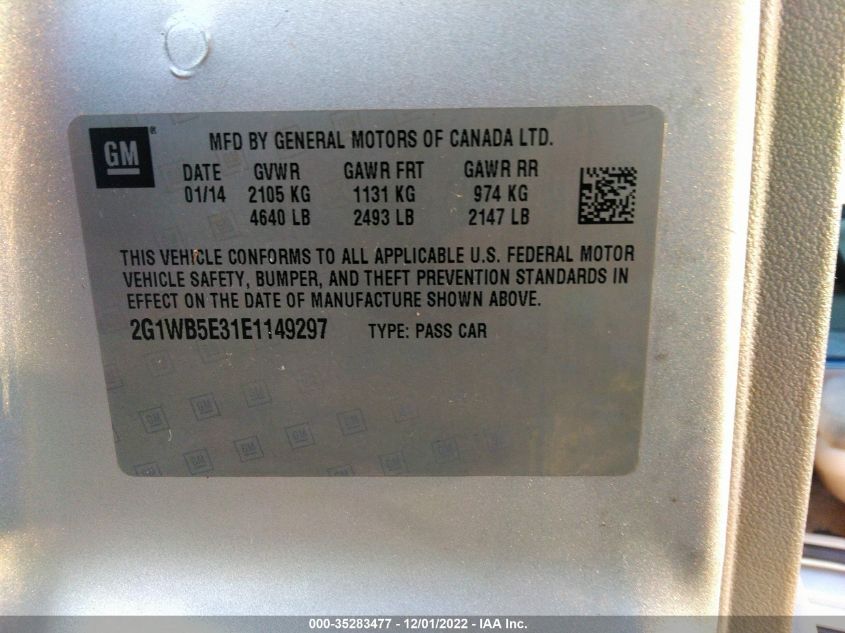 GM
MFD BY GENERAL MOTORS OF CANADA LTD.
DATE GVWR GAWR FRT GAWR RR
01/14 2105 KG 1131 KG 974 KG
4640 LB 2493 LB 2147 LB
THIS VEHICLE CONFORMS TO ALL APPLICABLE U.S. FEDERAL MOTOR
VEHICLE SAFETY, BUMPER, AND THEFT PREVENTION STANDARDS IN
EFFECT ON THE DATE OF MANUFACTURE SHOWN ABOVE.
2G1WB5E31E1149297 TYPE: PASS CAR
000-35283477 - 12/01/2022 - IAA Inc.